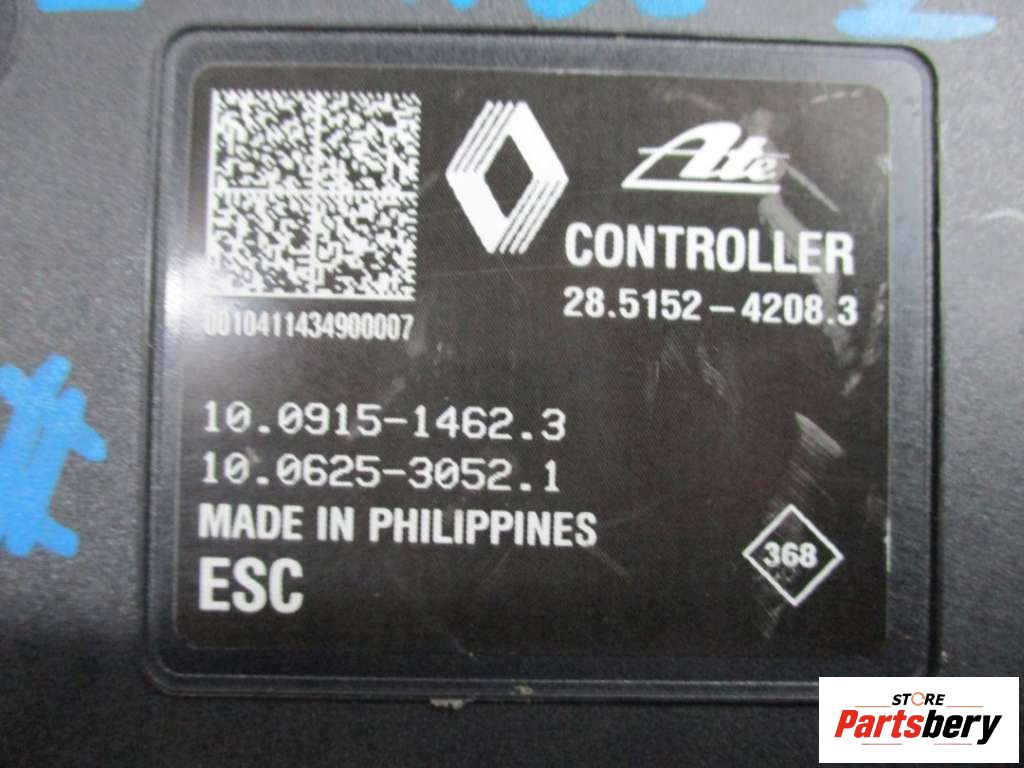 Ate
CONTROLLER
28.5152 – 4208.3
0010411434900007
10.0915-1462.3
10.0625-3052.1
MADE IN PHILIPPINES
ESC
368
STORE
Partsbery